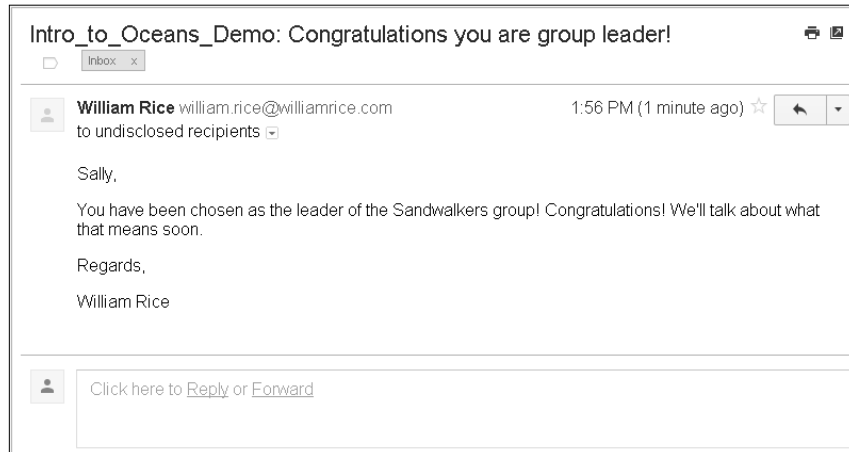 Intro_to_Oceans_Demo: Congratulations you are group leader!
Inbox x
William Rice william.rice@williamrice.com 1:56 PM (1 minute ago)
to undisclosed recipients
Sally,
You have been chosen as the leader of the Sandwalkers group! Congratulations! We'll talk about what
that means soon.
Regards,
William Rice
Click here to Reply or Forward